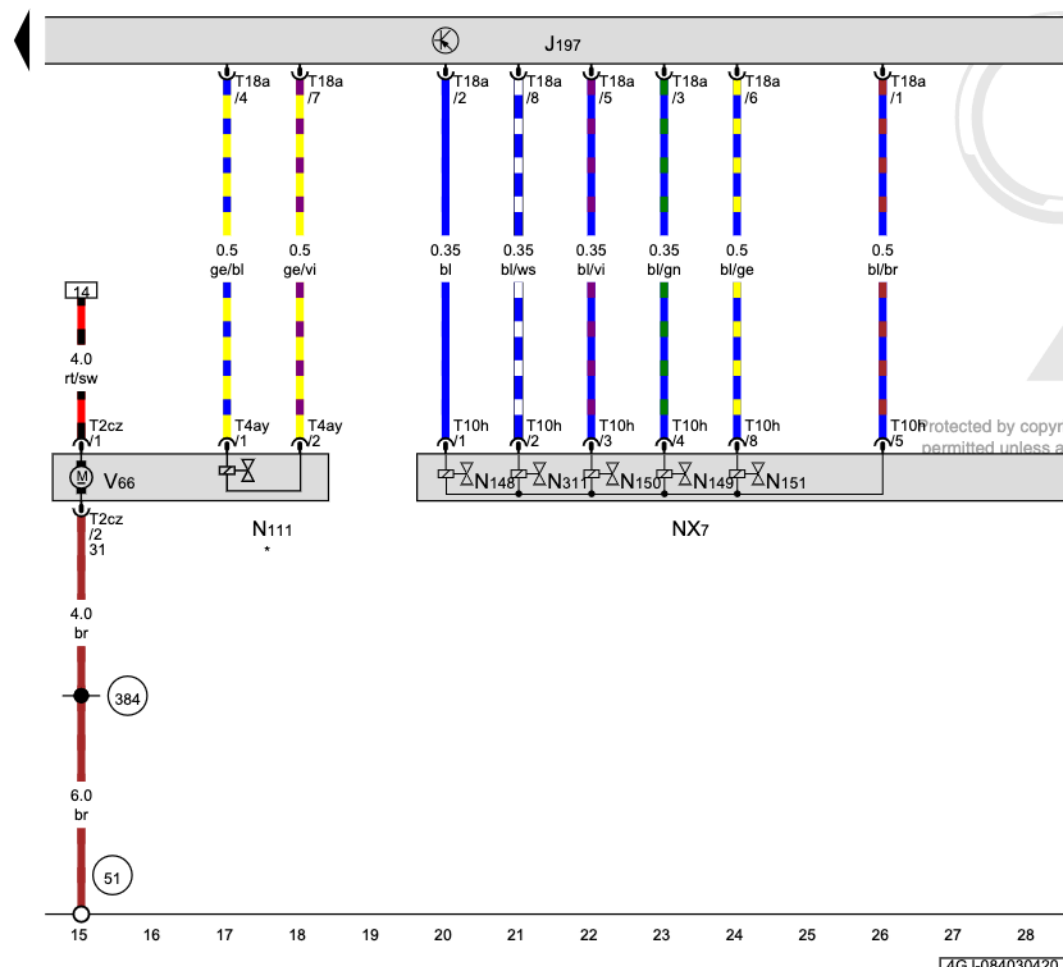 J197
T18a T18a T18a T18a T18a T18a T18a T18a
/4 /7 /2 /8 /5 /3 /6 /1
0.5 0.5 0.35 0.35 0.35 0.35 0.5 0.5
ge/bl ge/vi bl bl/ws bl/vi bl/gn bl/ge bl/br
14
4.0
rt/sw
T2cz T4ay T4ay T10h T10h T10h T10h T10h T10h
/1 /1 /2 /1 /2 /3 /4 /8 /5
Protected by copyr
permitted unless a
M V66 N148 N311 N150 N149 N151
T2cz
/2
31
N111 NX7
*
4.0
br
384
6.0
br
51
15 16 17 18 19 20 21 22 23 24 25 26 27 28